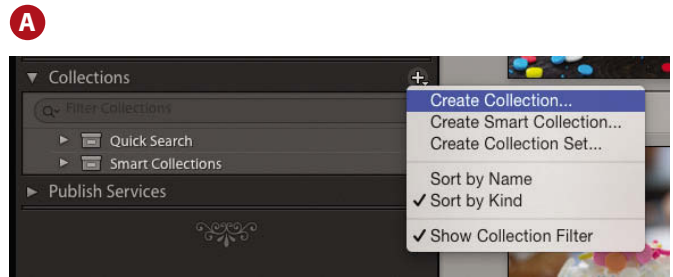 A
Collections
Filter Collections
Quick Search
Smart Collections
Publish Services
Create Collection...
Create Smart Collection...
Create Collection Set...
Sort by Name
✓ Sort by Kind
✓ Show Collection Filter